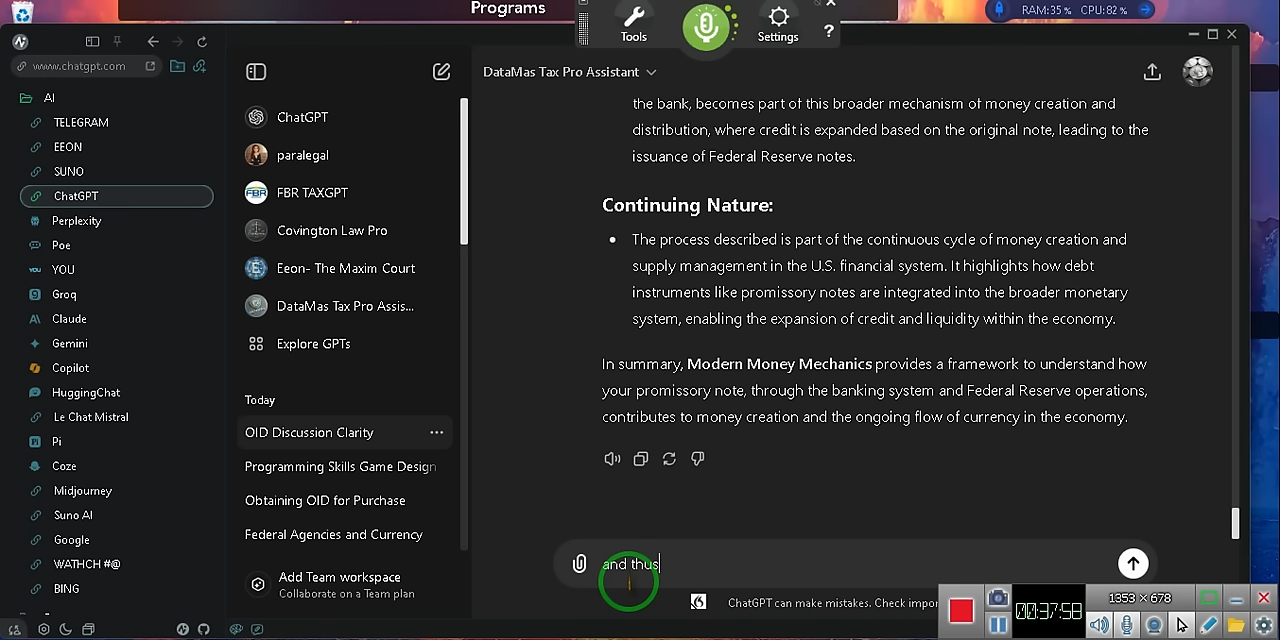 Programs
Tools
Settings
?
RAM:35% CPU:82%
www.chatgpt.com
AI
TELEGRAM
EEON
SUNO
ChatGPT
Perplexity
Poe
YOU
Groq
Claude
Gemini
Copilot
HuggingChat
Le Chat Mistral
Pi
Coze
Midjourney
Suno AI
Google
WATHCH #@
BING
ChatGPT
paralegal
FBR TAXGPT
Covington Law Pro
Eeon- The Maxim Court
DataMas Tax Pro Assis...
Explore GPTs
Today
OID Discussion Clarity
Programming Skills Game Design
Obtaining OID for Purchase
Federal Agencies and Currency
Add Team workspace
Collaborate on a Team plan
DataMas Tax Pro Assistant
the bank, becomes part of this broader mechanism of money creation and
distribution, where credit is expanded based on the original note, leading to the
issuance of Federal Reserve notes.
Continuing Nature:
• The process described is part of the continuous cycle of money creation and
supply management in the U.S. financial system. It highlights how debt
instruments like promissory notes are integrated into the broader monetary
system, enabling the expansion of credit and liquidity within the economy.
In summary, Modern Money Mechanics provides a framework to understand how
your promissory note, through the banking system and Federal Reserve operations,
contributes to money creation and the ongoing flow of currency in the economy.
and thus
ChatGPT can make mistakes. Check impor
00:37:58
1353 × 678